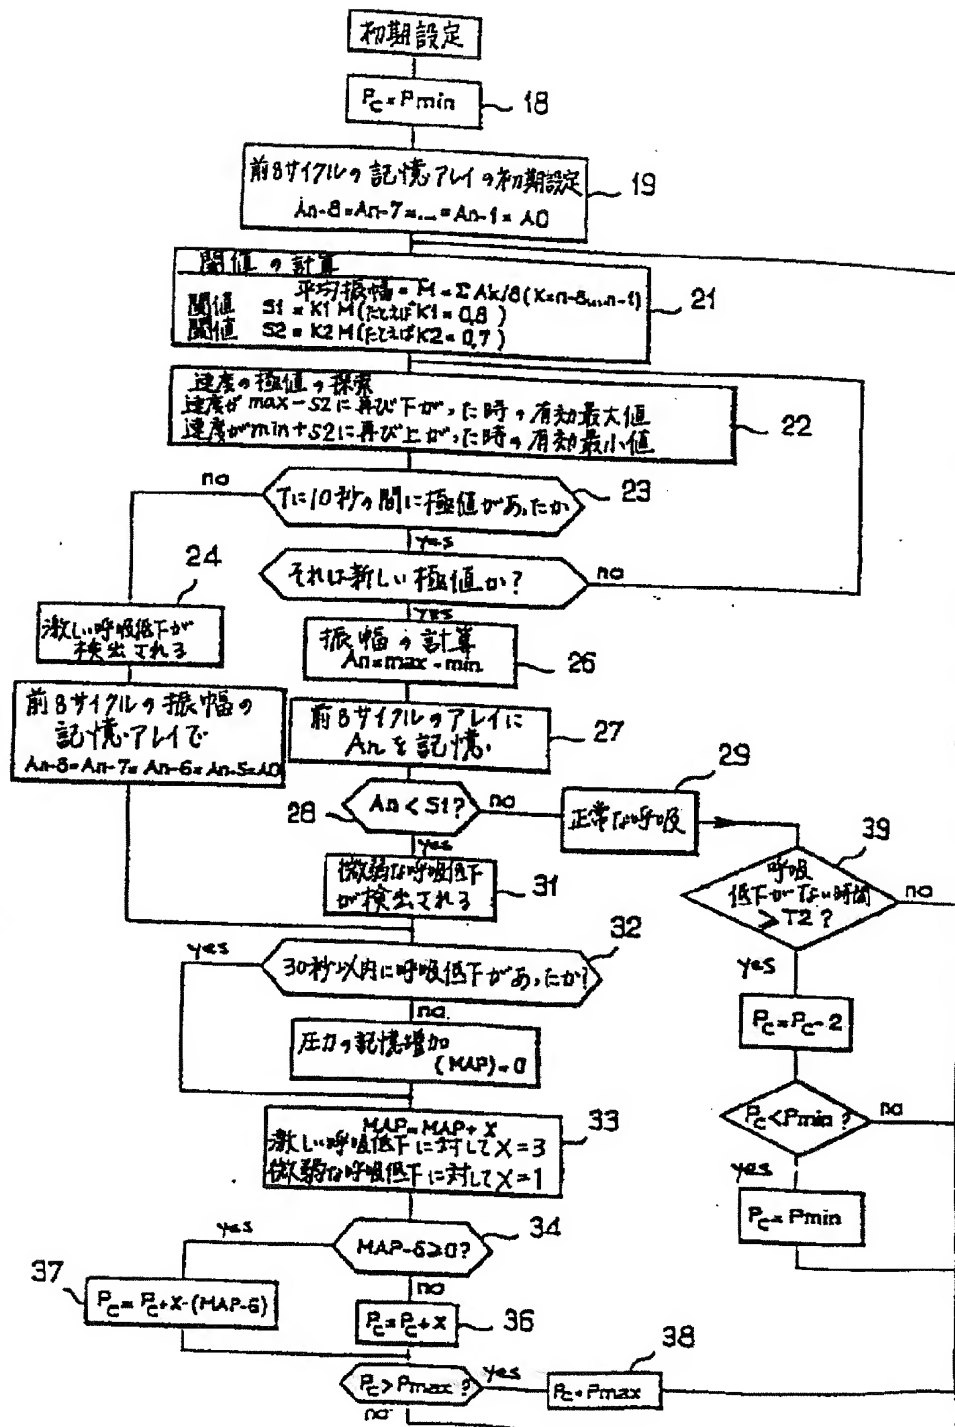 初期設定
Pc=Pmin
18
前8サイクルの記憶アレイの初期設定
An-8=An-7=...=An-1=A0
19
閾値の計算
平均振幅=M=ΣAk/8(K=n-8...n-1)
閾値 S1=K1M(たとえばK1=0,8)
閾値 S2=K2M(たとえばK2=0,7)
21
速度の極値の探索
速度がmax-S2に再び下がった時の有効最大値
速度がmin+S2に再び上がった時の有効最小値
22
no
Tに10秒の間に極値があったか
23
yes
24
それは新しい極値か?
no
yes
激しい呼吸低下が
検出される
振幅の計算
An=max-min
26
前8サイクルの振幅の
記憶アレイで
An-8=An-7=An-6=An-5=A0
前8サイクルのアレイに
Anを記憶
27
An<S1?
28
no
正常な呼吸
29
yes
微弱な呼吸低下
が検出される
31
呼吸
低下がない時間
>T2?
39
no
yes
30秒以内に呼吸低下があったか?
32
yes
no
圧力の記憶増加
(MAP)=0
Pc=Pc-2
MAP=MAP+X
激しい呼吸低下に対してX=3
微弱な呼吸低下に対してX=1
33
Pc<Pmin?
no
yes
Pc=Pmin
MAP-6≥0?
34
yes
no
37
Pc=Pc+X-(MAP-6)
Pc=Pc+X
36
Pc>Pmax?
yes
Pc=Pmax
38
no